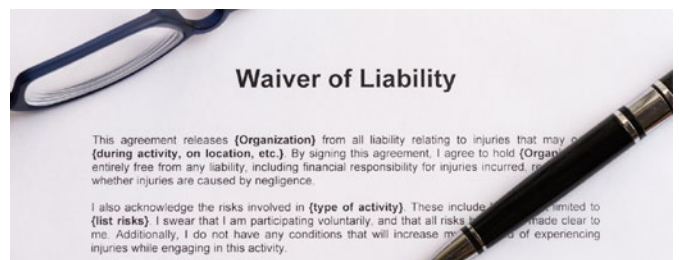 Waiver of Liability
This agreement releases {Organization} from all liability relating to injuries that may
{during activity, on location, etc.}. By signing this agreement, I agree to hold
entirely free from any liability, including financial responsibility for injuries incurred,
whether injuries are caused by negligence.
I also acknowledge the risks involved in {type of activity}. These include limited to
{list risks}. I swear that I am participating voluntarily, and that all risks made clear to
me. Additionally, I do not have any conditions that will increase of experiencing
injuries while engaging in this activity.